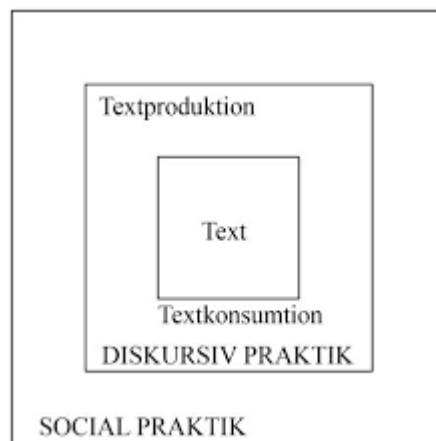 Textproduktion
Text
Textkonsumtion
DISKURSIV PRAKTIK
SOCIAL PRAKTIK